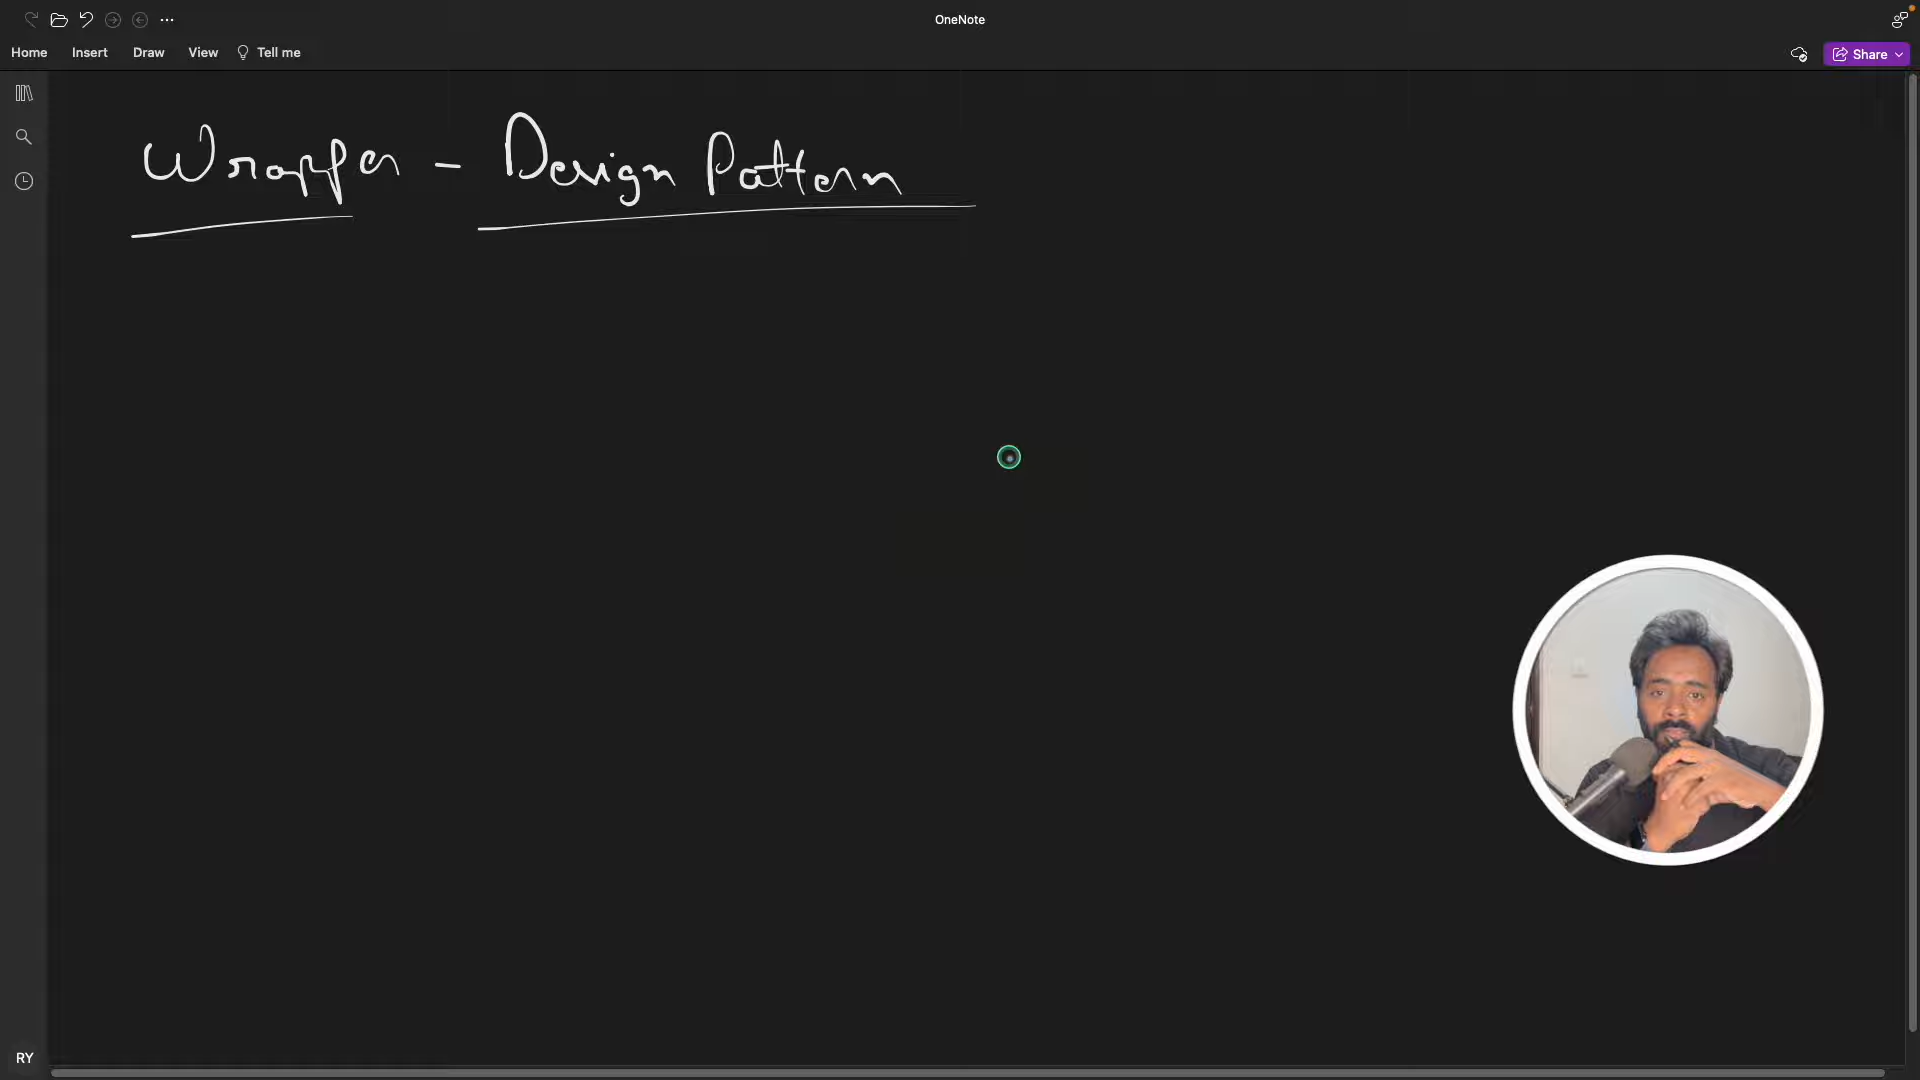 OneNote
Home Insert Draw View Tell me
Share
Wrapper - Design Pattern
RY